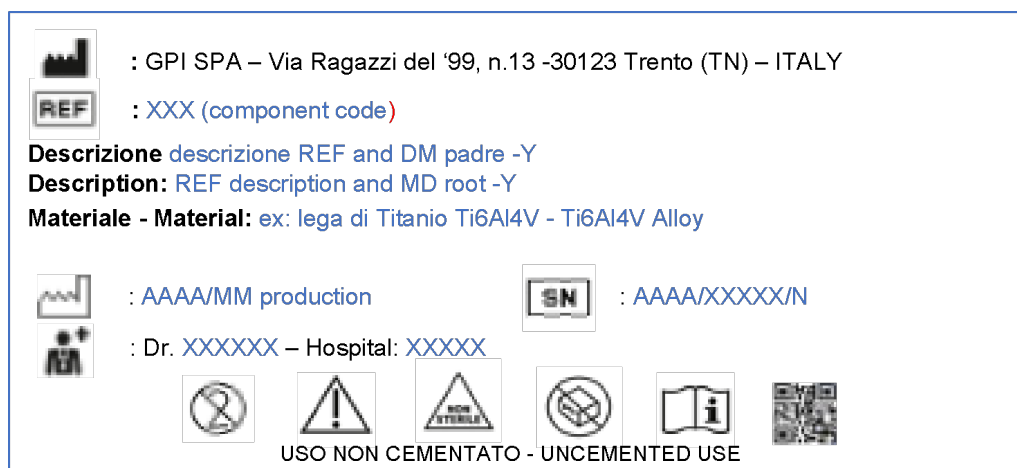 : GPI SPA – Via Ragazzi del ‘99, n.13 -30123 Trento (TN) – ITALY
REF : XXX (component code)
Descrizione descrizione REF and DM padre -Y
Description: REF description and MD root -Y
Materiale - Material: ex: lega di Titanio Ti6Al4V - Ti6Al4V Alloy
: AAAA/MM production SN : AAAA/XXXXX/N
: Dr. XXXXXX – Hospital: XXXXX
2 NON STERILE i
USO NON CEMENTATO - UNCEMENTED USE